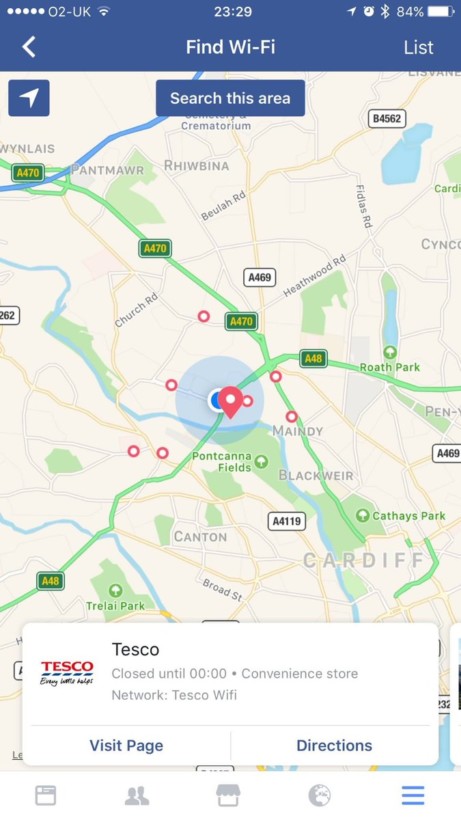 O2-UK
23:29
84%
Find Wi-Fi
List
Search this area
Cemetery &
Crematorium
B4562
WYNLAIS
PANTMAWR
RHIWBINA
A470
Beulah Rd
Fidlas Rd
Cardi
A470
CYNCO
A469
Heathwood Rd
Church Rd
262
A470
A48
Roath Park
PEN-Y
MAINDY
A469
Pontcanna
Fields
BLACKWEIR
A4119
Cathays Park
CANTON
CARDIFF
A48
Broad St
Trelai Park
Tesco
TESCO
Every little helps
Closed until 00:00 • Convenience store
Network: Tesco Wifi
232
Visit Page
Directions
Le